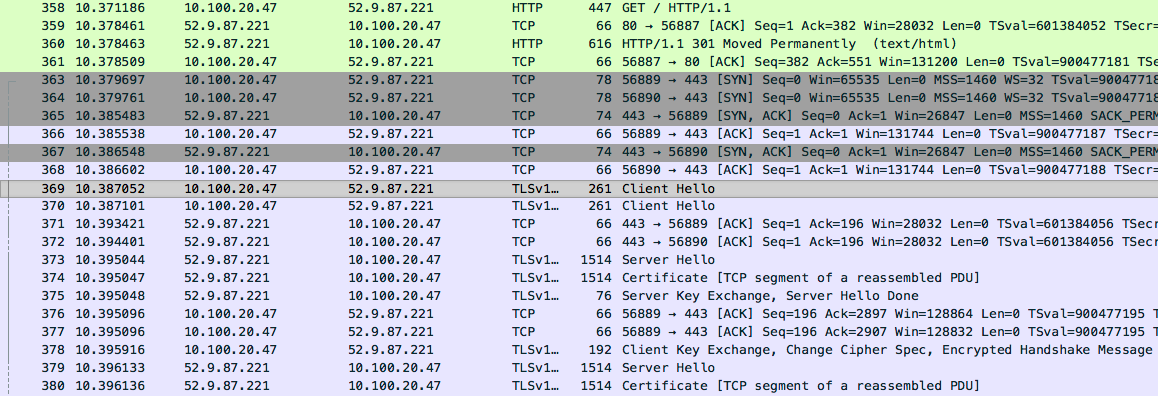 358 10.371186 10.100.20.47 52.9.87.221 HTTP 447 GET / HTTP/1.1
359 10.378461 52.9.87.221 10.100.20.47 TCP 66 80 → 56887 [ACK] Seq=1 Ack=382 Win=28032 Len=0 TSval=601384052 TSecr=
360 10.378463 52.9.87.221 10.100.20.47 HTTP 616 HTTP/1.1 301 Moved Permanently (text/html)
361 10.378509 10.100.20.47 52.9.87.221 TCP 66 56887 → 80 [ACK] Seq=382 Ack=551 Win=131200 Len=0 TSval=900477181 TSe
363 10.379697 10.100.20.47 52.9.87.221 TCP 78 56889 → 443 [SYN] Seq=0 Win=65535 Len=0 MSS=1460 WS=32 TSval=90047718
364 10.379761 10.100.20.47 52.9.87.221 TCP 78 56890 → 443 [SYN] Seq=0 Win=65535 Len=0 MSS=1460 WS=32 TSval=90047718
365 10.385483 52.9.87.221 10.100.20.47 TCP 74 443 → 56889 [SYN, ACK] Seq=0 Ack=1 Win=26847 Len=0 MSS=1460 SACK_PERM
366 10.385538 10.100.20.47 52.9.87.221 TCP 66 56889 → 443 [ACK] Seq=1 Ack=1 Win=131744 Len=0 TSval=900477187 TSecr=
367 10.386548 52.9.87.221 10.100.20.47 TCP 74 443 → 56890 [SYN, ACK] Seq=0 Ack=1 Win=26847 Len=0 MSS=1460 SACK_PERM
368 10.386602 10.100.20.47 52.9.87.221 TCP 66 56890 → 443 [ACK] Seq=1 Ack=1 Win=131744 Len=0 TSval=900477188 TSecr=
369 10.387052 10.100.20.47 52.9.87.221 TLSv1… 261 Client Hello
370 10.387101 10.100.20.47 52.9.87.221 TLSv1… 261 Client Hello
371 10.393421 52.9.87.221 10.100.20.47 TCP 66 443 → 56889 [ACK] Seq=1 Ack=196 Win=28032 Len=0 TSval=601384056 TSecr
372 10.394401 52.9.87.221 10.100.20.47 TCP 66 443 → 56890 [ACK] Seq=1 Ack=196 Win=28032 Len=0 TSval=601384056 TSecr
373 10.395044 52.9.87.221 10.100.20.47 TLSv1… 1514 Server Hello
374 10.395047 52.9.87.221 10.100.20.47 TLSv1… 1514 Certificate [TCP segment of a reassembled PDU]
375 10.395048 52.9.87.221 10.100.20.47 TLSv1… 76 Server Key Exchange, Server Hello Done
376 10.395096 10.100.20.47 52.9.87.221 TCP 66 56889 → 443 [ACK] Seq=196 Ack=2897 Win=128864 Len=0 TSval=900477195 T
377 10.395096 10.100.20.47 52.9.87.221 TCP 66 56889 → 443 [ACK] Seq=196 Ack=2907 Win=128832 Len=0 TSval=900477195 T
378 10.395916 10.100.20.47 52.9.87.221 TLSv1… 192 Client Key Exchange, Change Cipher Spec, Encrypted Handshake Message
379 10.396133 52.9.87.221 10.100.20.47 TLSv1… 1514 Server Hello
380 10.396136 52.9.87.221 10.100.20.47 TLSv1… 1514 Certificate [TCP segment of a reassembled PDU]